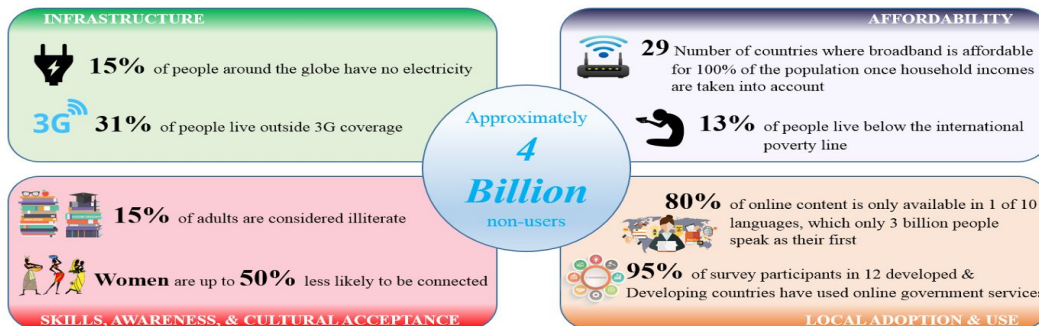 INFRASTRUCTURE
15% of people around the globe have no electricity
3G 31% of people live outside 3G coverage
AFFORDABILITY
29 Number of countries where broadband is affordable
for 100% of the population once household incomes
are taken into account
13% of people live below the international
poverty line
Approximately
4
Billion
non-users
15% of adults are considered illiterate
Women are up to 50% less likely to be connected
SKILLS, AWARENESS, & CULTURAL ACCEPTANCE
80% of online content is only available in 1 of 10
languages, which only 3 billion people
speak as their first
95% of survey participants in 12 developed &
Developing countries have used online government services
LOCAL ADOPTION & USE